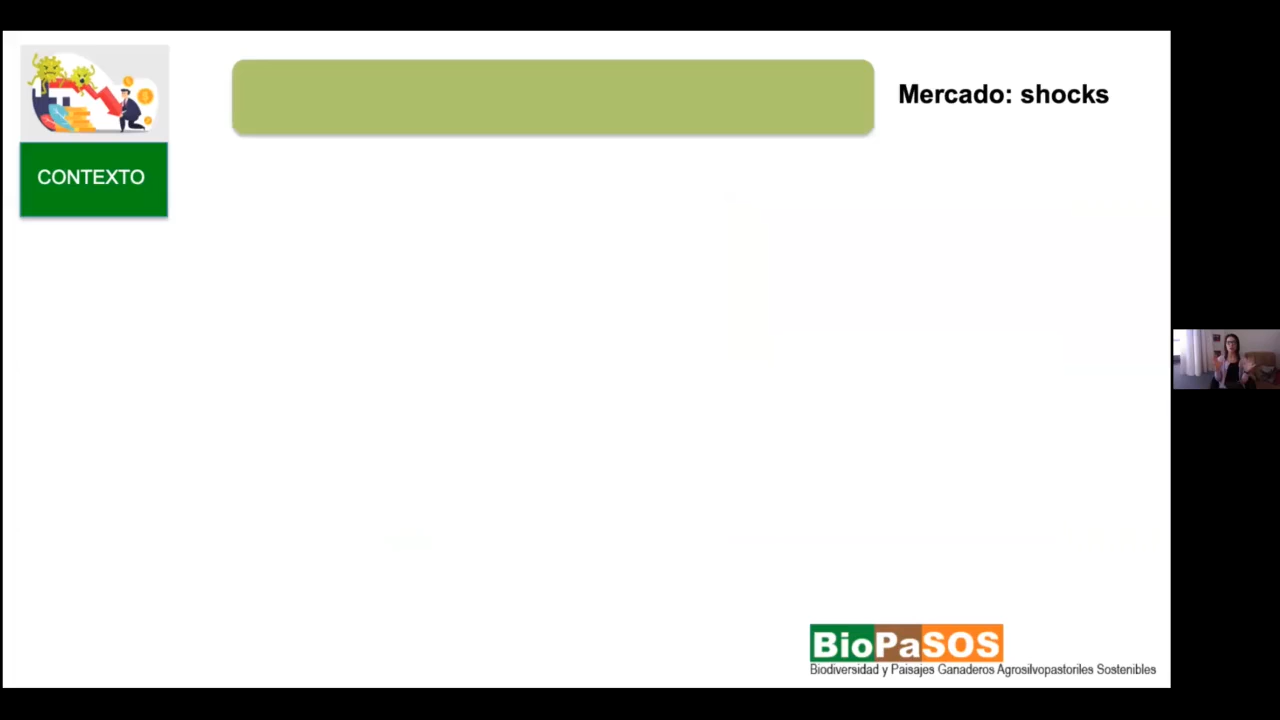 Mercado: shocks
CONTEXTO
BioPaSOS
Biodiversidad y Paisajes Ganaderos Agrosilvopastoriles Sostenibles